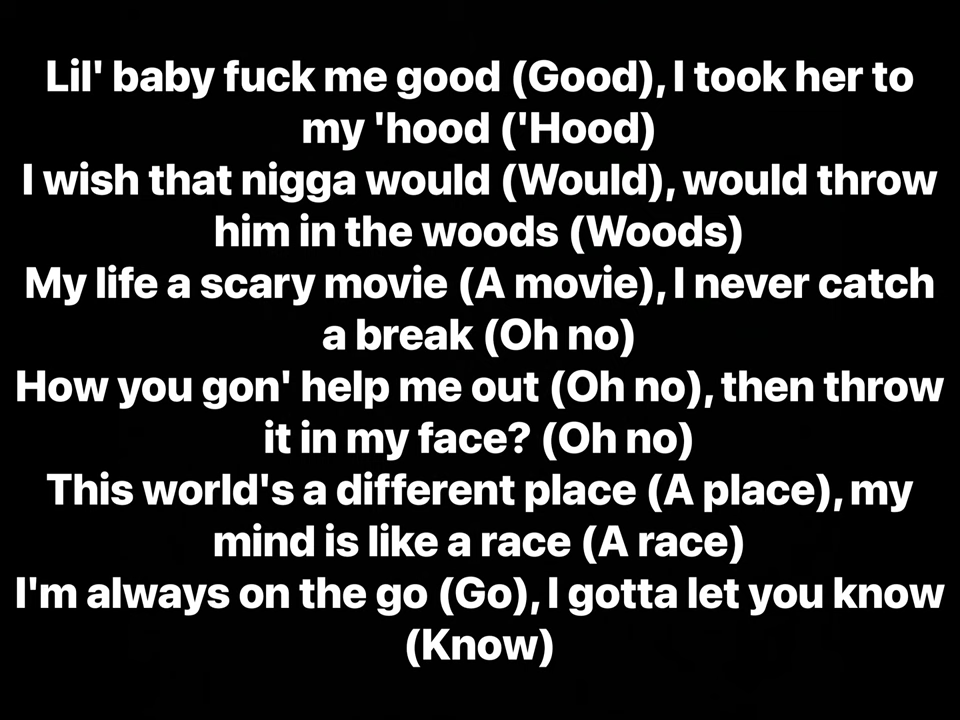 Lil' baby fuck me good (Good), I took her to
my 'hood ('Hood)
I wish that nigga would (Would), would throw
him in the woods (Woods)
My life a scary movie (A movie), I never catch
a break (Oh no)
How you gon' help me out (Oh no), then throw
it in my face? (Oh no)
This world's a different place (A place), my
mind is like a race (A race)
I'm always on the go (Go), I gotta let you know
(Know)